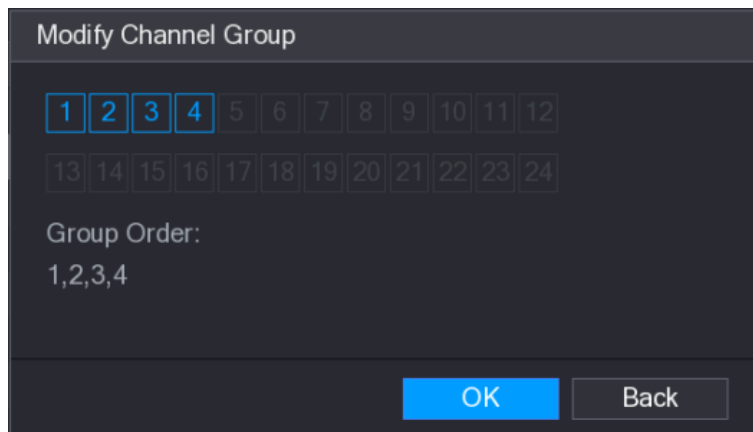 Modify Channel Group
1 2 3 4 5 6 7 8 9 10 11 12
13 14 15 16 17 18 19 20 21 22 23 24
Group Order:
1,2,3,4
OK Back